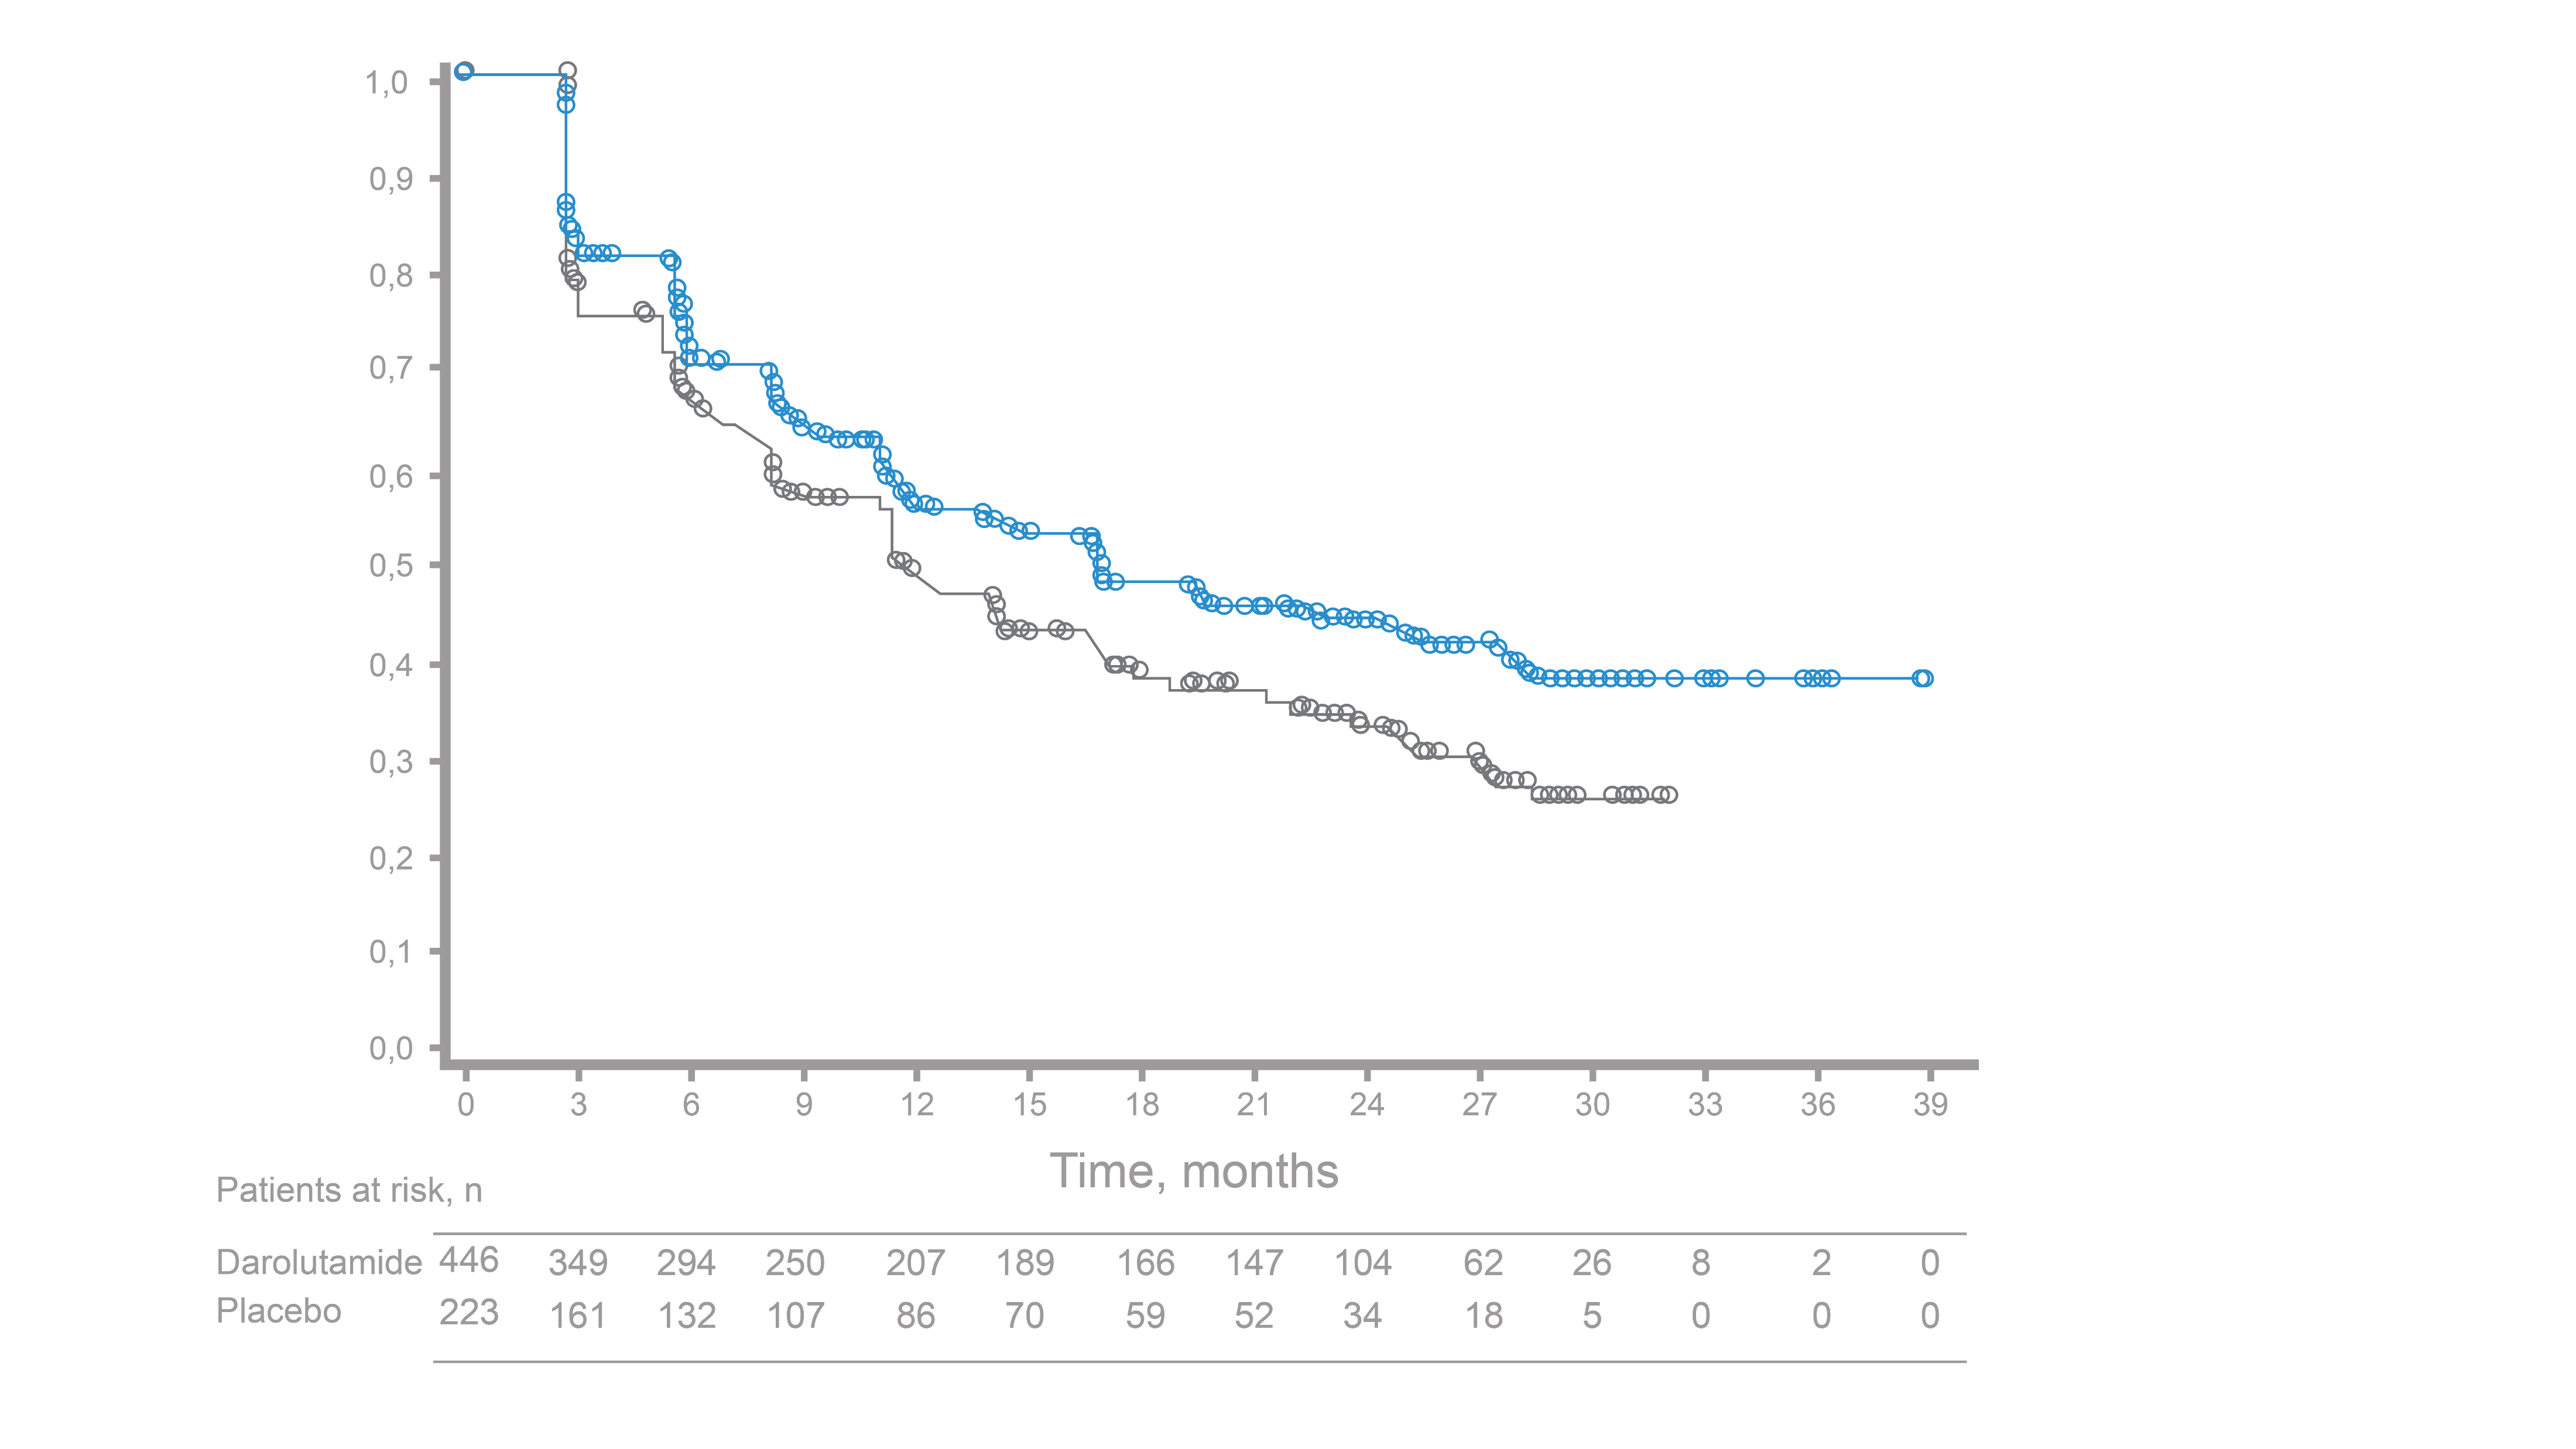 1,0
0,9
0,8
0,7
0,6
0,5
0,4
0,3
0,2
0,1
0,0
0 3 6 9 12 15 18 21 24 27 30 33 36 39
Time, months
Patients at risk, n
Darolutamide 446 349 294 250 207 189 166 147 104 62 26 8 2 0
Placebo 223 161 132 107 86 70 59 52 34 18 5 0 0 0